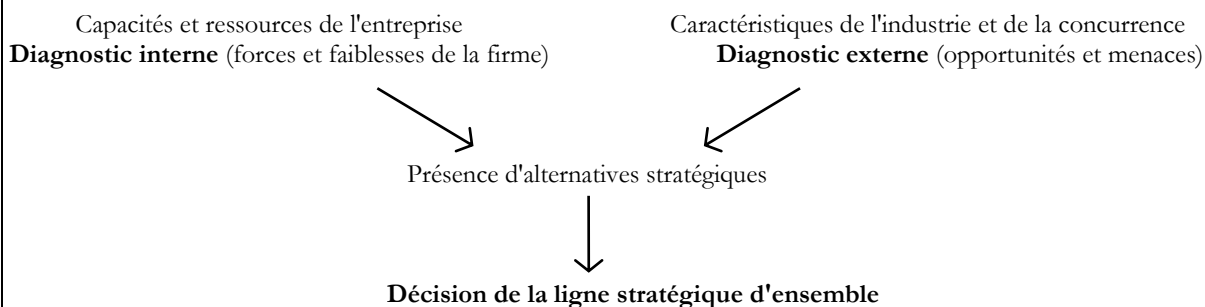 Capacités et ressources de l'entreprise
Diagnostic interne (forces et faiblesses de la firme)
Caractéristiques de l'industrie et de la concurrence
Diagnostic externe (opportunités et menaces)
Présence d'alternatives stratégiques
Décision de la ligne stratégique d'ensemble